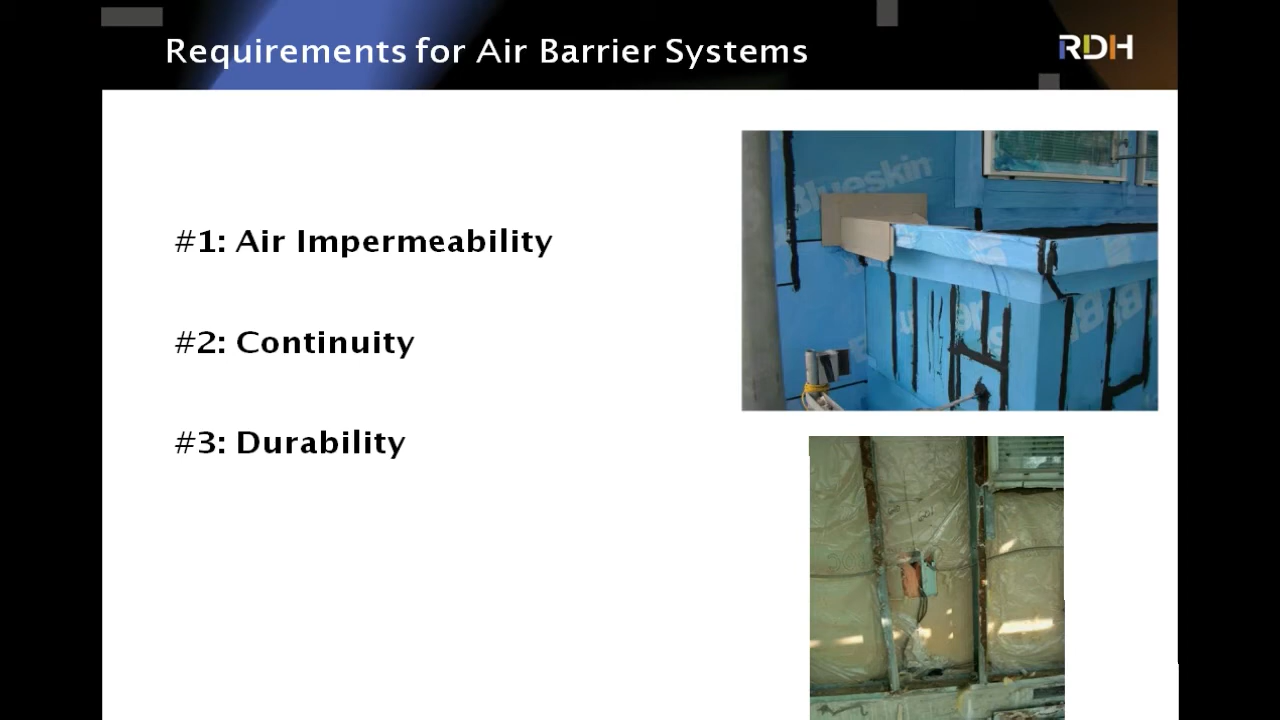 Requirements for Air Barrier Systems
RDH
#1: Air Impermeability
#2: Continuity
#3: Durability
Blueskin